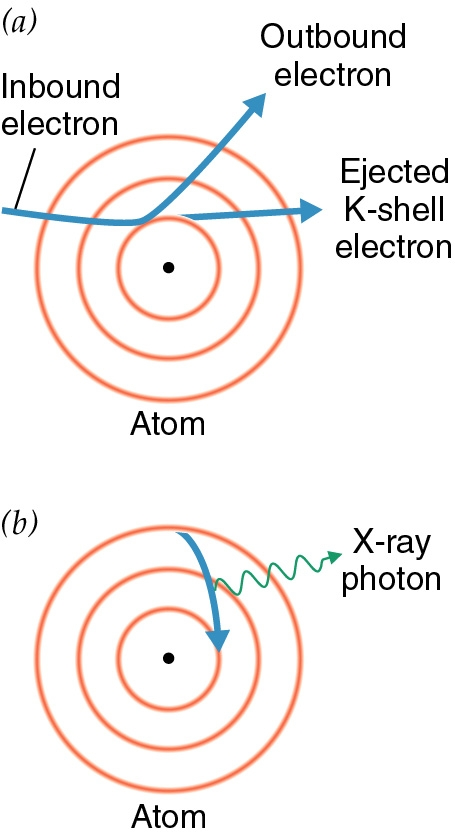 (a)
Outbound
electron
Inbound
electron
Ejected
K-shell
electron
Atom
(b)
X-ray
photon
Atom